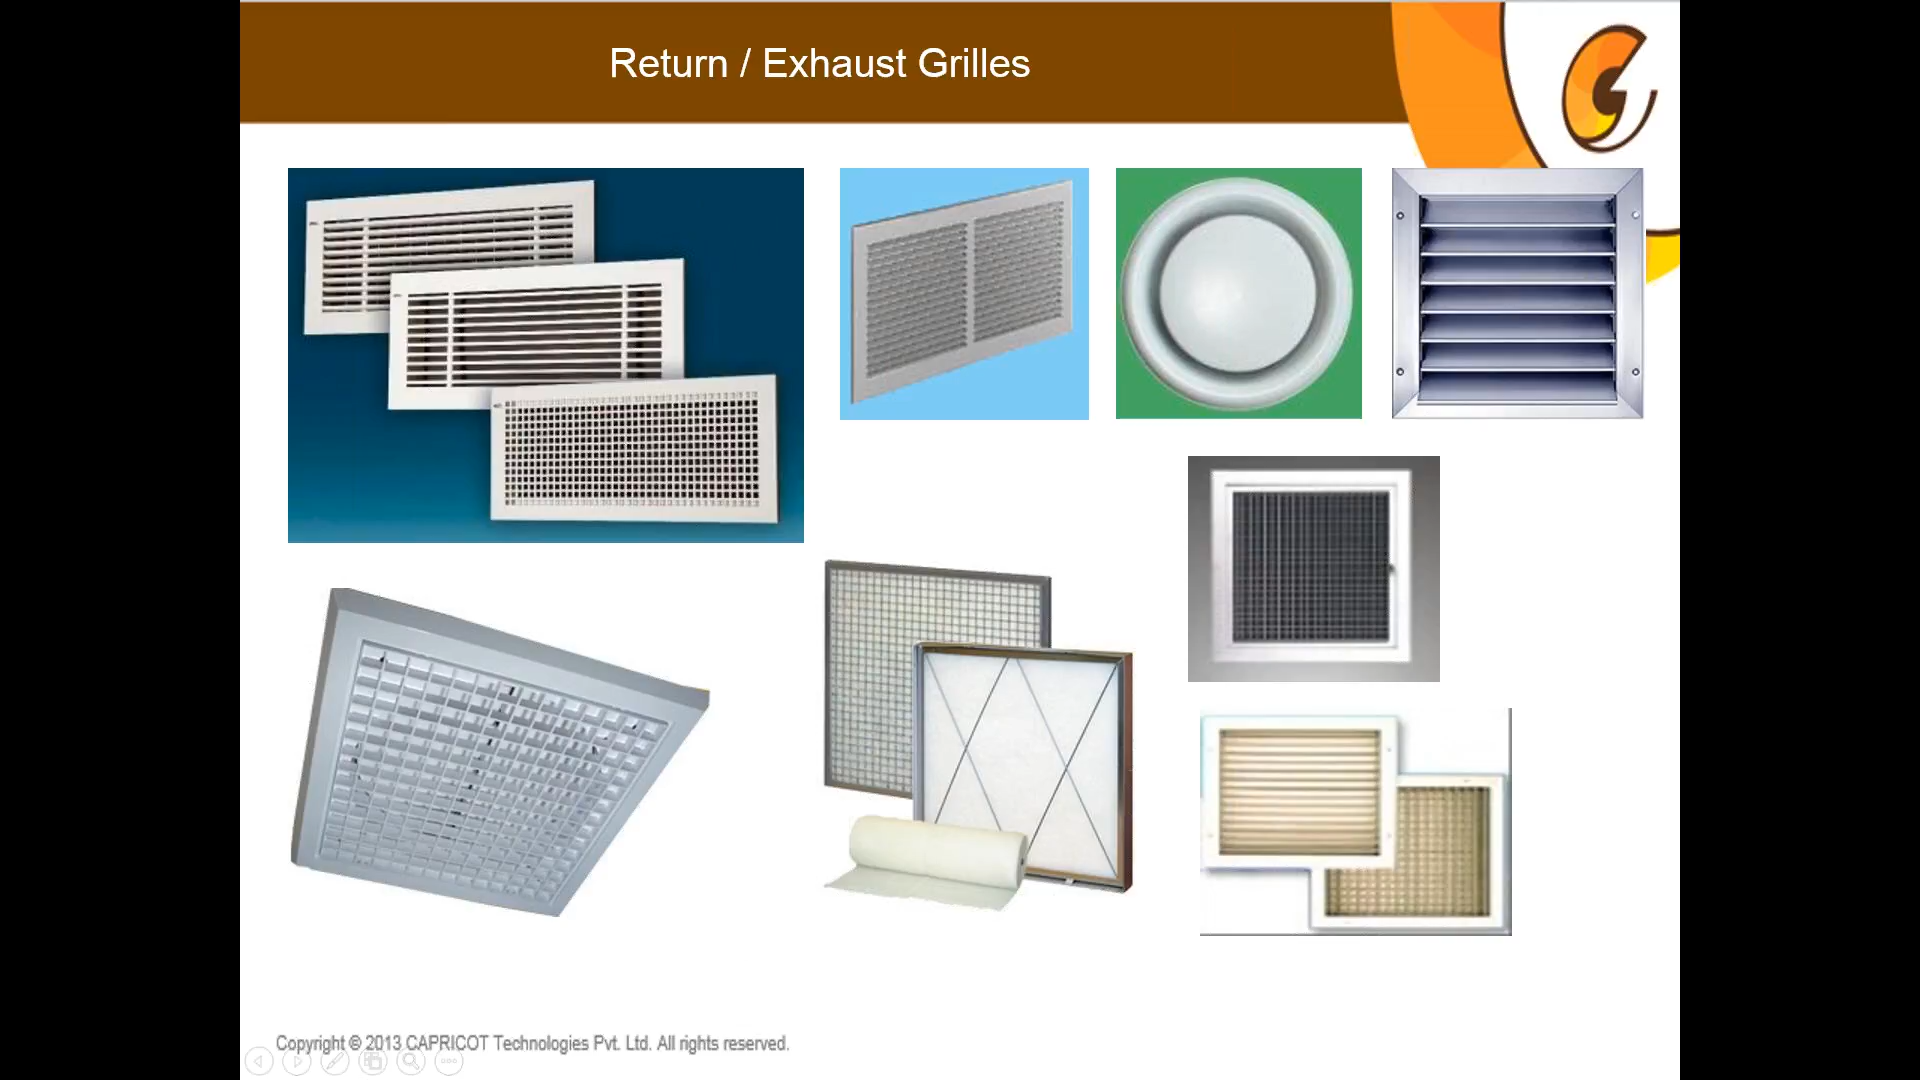 Return / Exhaust Grilles
Copyright © 2013 CAPRICOT Technologies Pvt. Ltd. All rights reserved.